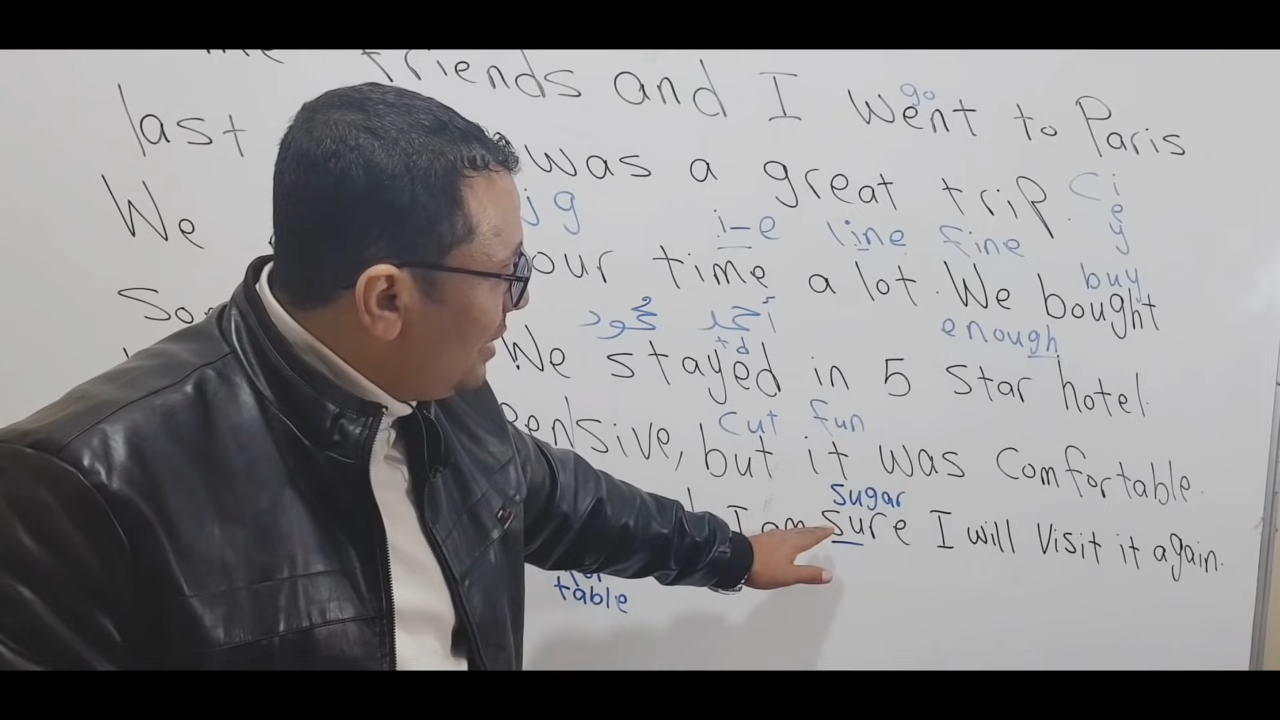 friends and I went to Paris
go
last was a great trip.
C i e y
We
j g
i-e line fine
our time a lot. We bought
buy
أحمد محمود
enough
We stayed in 5 star hotel.
t d
cut fun
but it was comfortable.
sugar
I am sure I will visit it again.
table